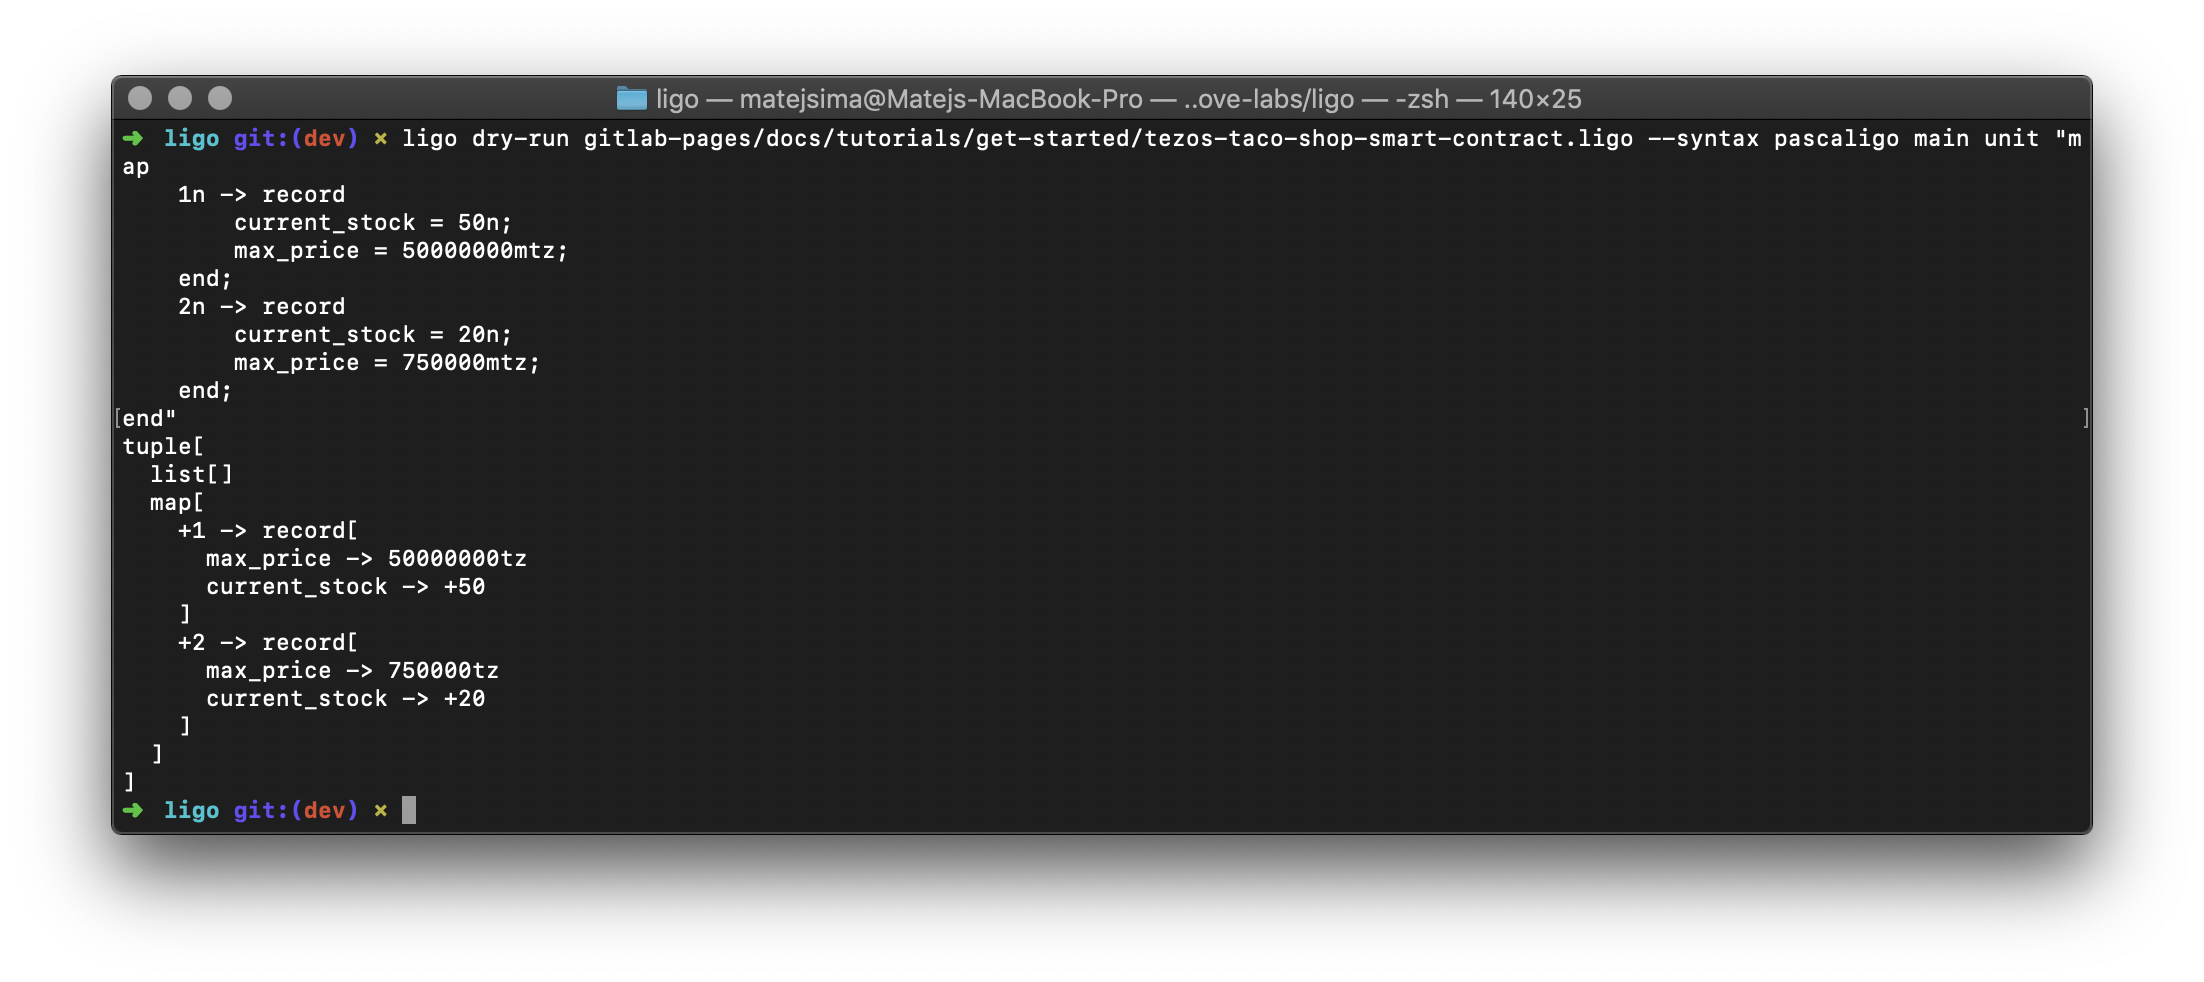 ligo — matejsima@Matejs-MacBook-Pro — ..ove-labs/ligo — -zsh — 140×25
➜  ligo git:(dev) ✗ ligo dry-run gitlab-pages/docs/tutorials/get-started/tezos-taco-shop-smart-contract.ligo --syntax pascaligo main unit "m
ap
    1n -> record
        current_stock = 50n;
        max_price = 50000000mtz;
    end;
    2n -> record
        current_stock = 20n;
        max_price = 750000mtz;
    end;
[end" ]
tuple[
  list[]
  map[
    +1 -> record[
      max_price -> 50000000tz
      current_stock -> +50
    ]
    +2 -> record[
      max_price -> 750000tz
      current_stock -> +20
    ]
  ]
]
➜  ligo git:(dev) ✗